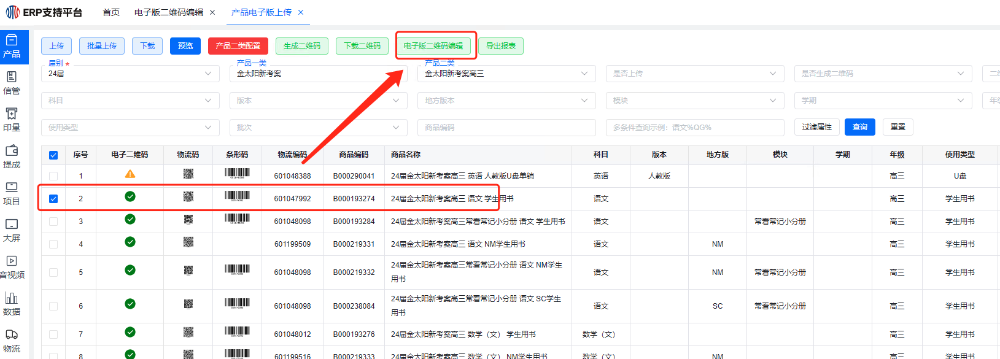 ERP支持平台 首页 电子版二维码编辑 × 产品电子版上传 ×
产品
信管
印量
提成
项目
大屏
音视频
数据
物流
上传 批量上传 下载 预览 产品二类配置 生成二维码 下载二维码 电子版二维码编辑 导出报表
届别 * 产品一类 产品二类
24届 金太阳新考案 金太阳新考案高三 是否上传 是否生成二维码
科目 版本 地方版本 模块 学期
使用类型 批次 商品编码 多条件查询示例：语文%QG% 过滤属性 查询 重置
序号 电子二维码 物流码 条形码 物流编码 商品编码 商品名称 科目 版本 地方版 模块 学期 年级 使用类型
1 601048388 B000290041 24届金太阳新考案高三 英语 人教版U盘单销 英语 人教版 高三 U盘
2 601047992 B000193274 24届金太阳新考案高三 语文 学生用书 语文 高三 学生用书
3 601048098 B000193284 24届金太阳新考案高三常看常记小分册 语文 学生用书 语文 常看常记小分册 高三 学生用书
4 601199509 B000219331 24届金太阳新考案高三 语文 NM学生用书 语文 NM 高三 学生用书
5 601048098 B000219332 24届金太阳新考案高三常看常记小分册 语文 NM学生
用书 语文 NM 常看常记小分册 高三 学生用书
6 601048098 B000238084 24届金太阳新考案高三常看常记小分册 语文 SC学生
用书 语文 SC 常看常记小分册 高三 学生用书
7 601048012 B000193276 24届金太阳新考案高三 数学（文） 学生用书 数学（文） 高三 学生用书
8 601199516 B000219333 24届金太阳新考案高三 数学（文） NM学生用书 数学（文） NM 高三 学生用书